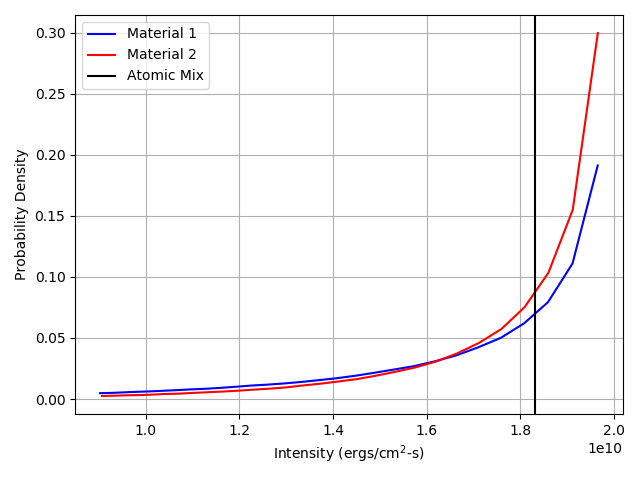 Material 1
Material 2
Atomic Mix
Probability Density
0.30
0.25
0.20
0.15
0.10
0.05
0.00
1.0 1.2 1.4 1.6 1.8 2.0
1e10
Intensity (ergs/cm²-s)